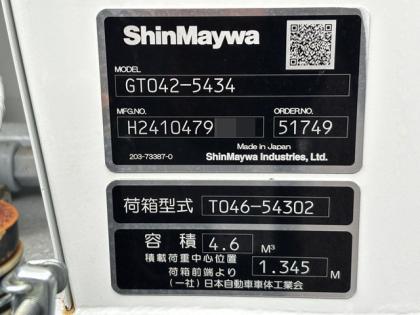 ShinMaywa
MODEL
GT042-5434
MFG.NO. ORDER.NO.
H2410479 51749
Made in Japan
203-73387-0 ShinMaywa Industries, Ltd.
荷箱型式 T046-54302
容積 4.6 M³
積載荷重中心位置
荷箱前端より 1.345 M
(一社)日本自動車車体工業会